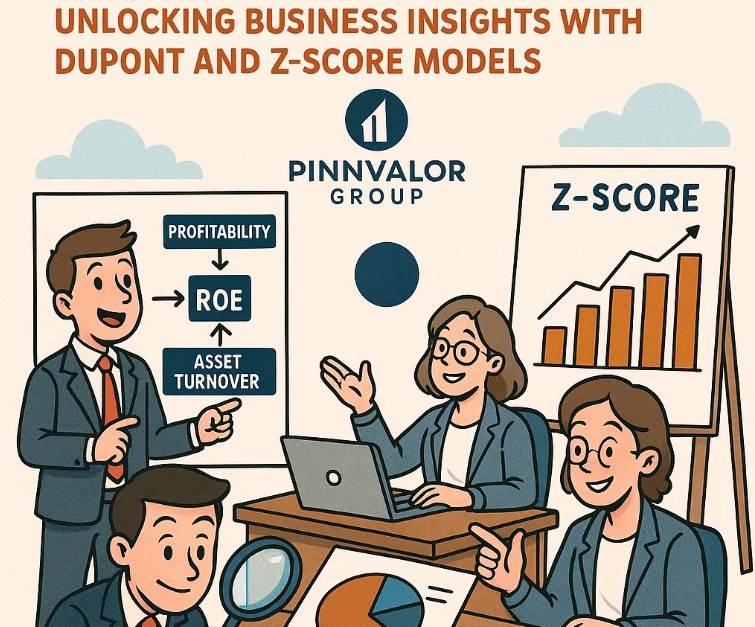 UNLOCKING BUSINESS INSIGHTS WITH
DUPONT AND Z-SCORE MODELS
PINNVALOR
GROUP
PROFITABILITY
ROE
ASSET
TURNOVER
Z-SCORE